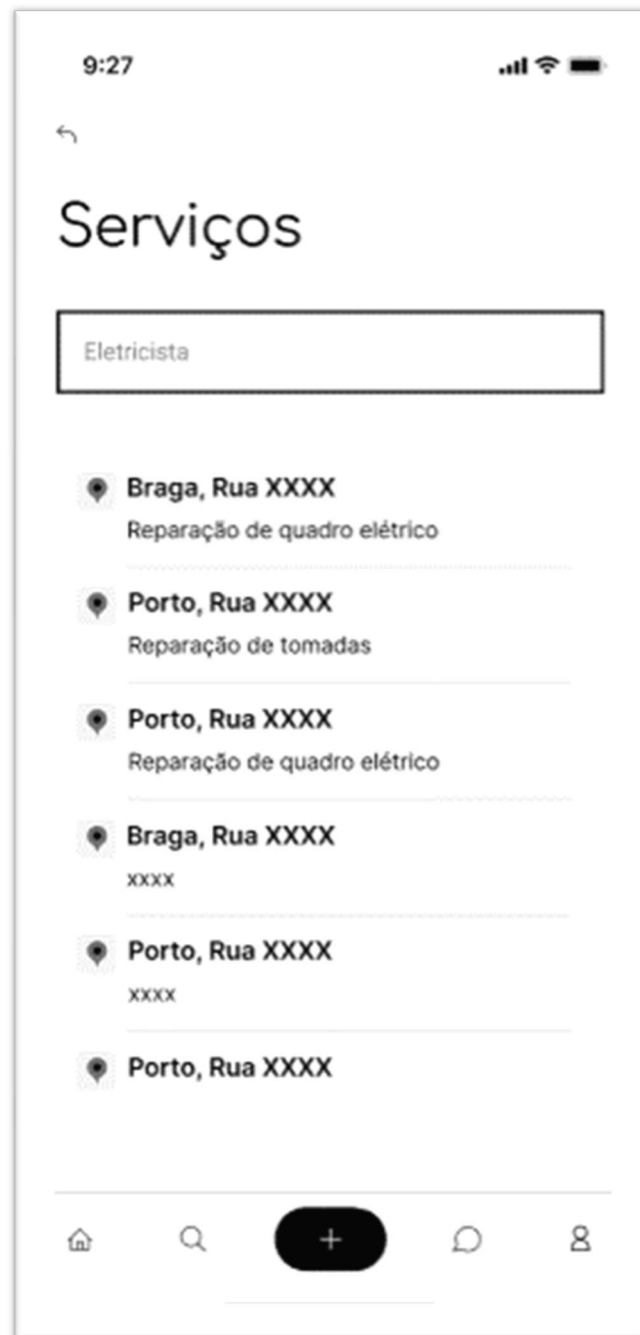 9:27
Serviços
Eletricista
Braga, Rua XXXX
Reparação de quadro elétrico
Porto, Rua XXXX
Reparação de tomadas
Porto, Rua XXXX
Reparação de quadro elétrico
Braga, Rua XXXX
xxxx
Porto, Rua XXXX
xxxx
Porto, Rua XXXX